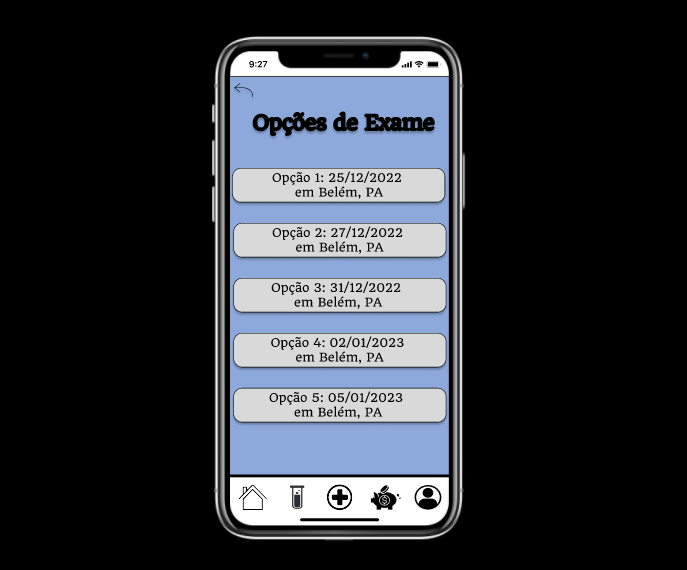 9:27
Opções de Exame
Opção 1: 25/12/2022
em Belém, PA
Opção 2: 27/12/2022
em Belém, PA
Opção 3: 31/12/2022
em Belém, PA
Opção 4: 02/01/2023
em Belém, PA
Opção 5: 05/01/2023
em Belém, PA